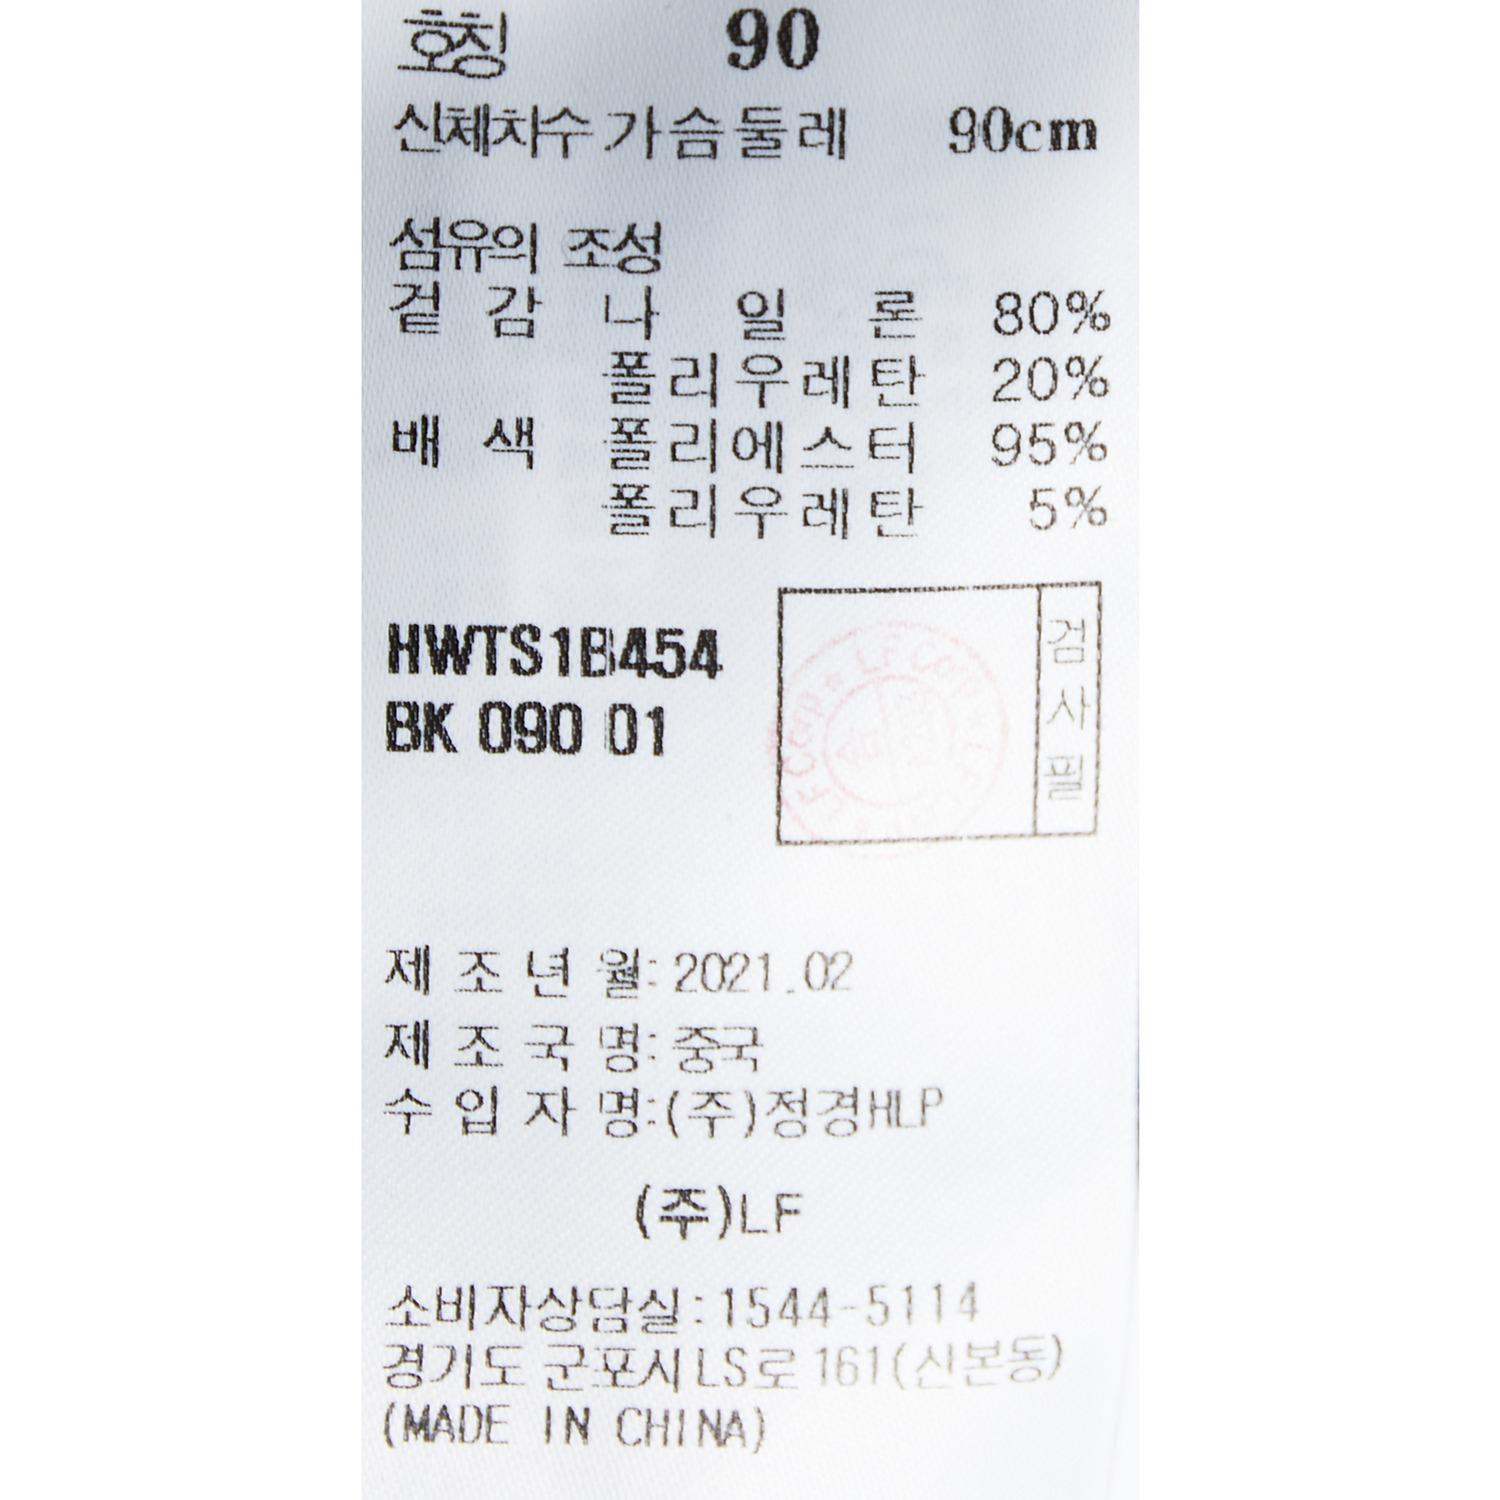 호칭 90
신체치수 가슴둘레 90cm
섬유의 조성
겉감 나일론 80%
폴리우레탄 20%
배색 폴리에스터 95%
폴리우레탄 5%
HWTS1B454
BK 090 01
검사필
LF Corp ☆ LF Corp
제조년월: 2021.02
제조국명: 중국
수입자명: (주)정경HLP
(주)LF
소비자상담실: 1544-5114
경기도 군포시 LS로 161(산본동)
(MADE IN CHINA)